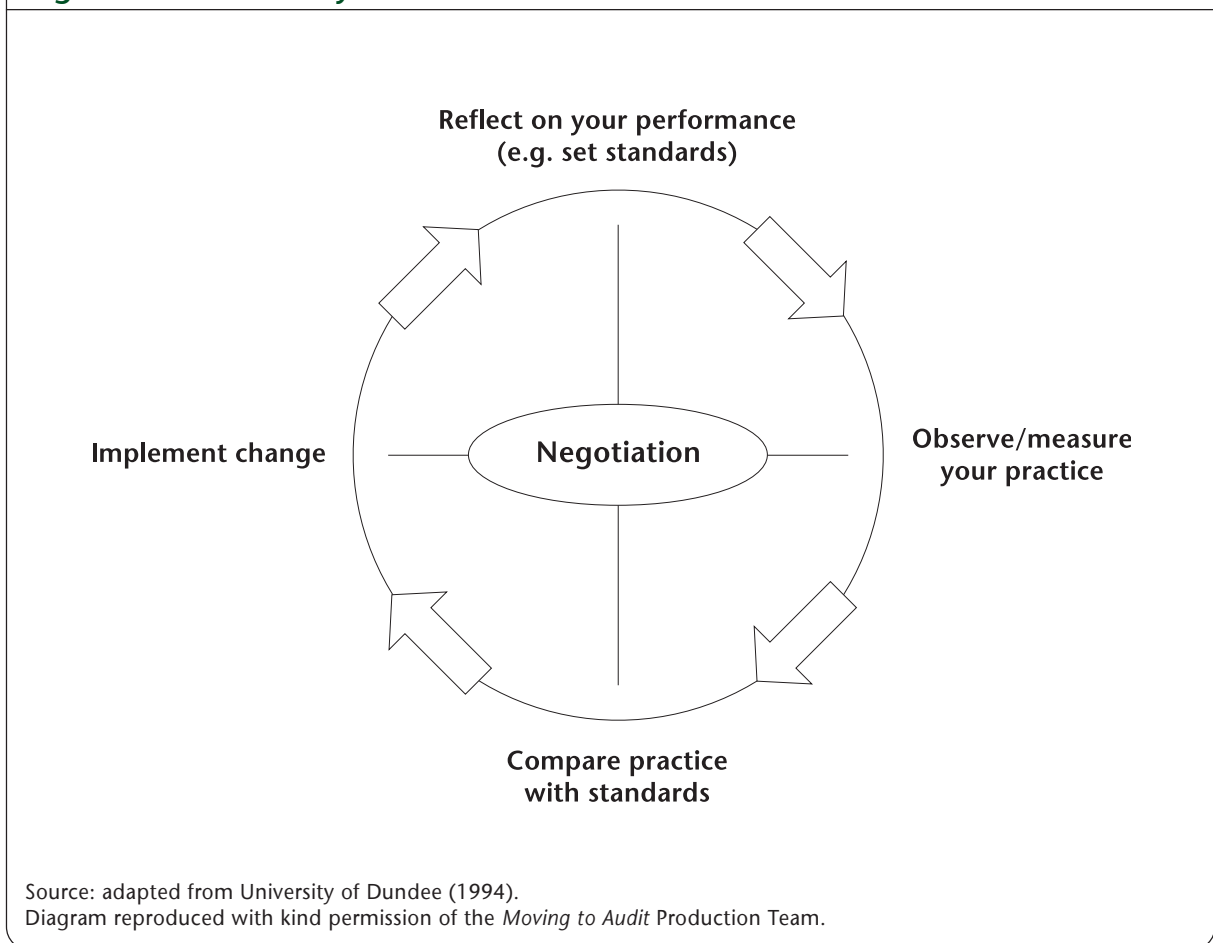 Reflect on your performance
(e.g. set standards)
Implement change
Negotiation
Observe/measure
your practice
Compare practice
with standards
Source: adapted from University of Dundee (1994).
Diagram reproduced with kind permission of the Moving to Audit Production Team.